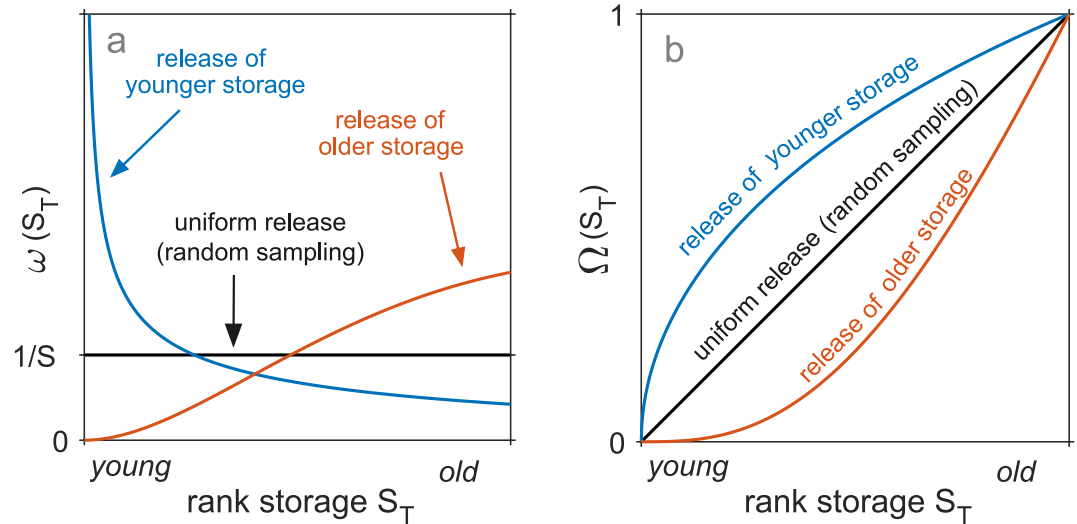 a
release of
younger storage
release of
older storage
uniform release
(random sampling)
ω (S_T)
1/S
0
young
old
rank storage S_T
b
1
release of younger storage
uniform release (random sampling)
release of older storage
Ω (S_T)
0
young
old
rank storage S_T